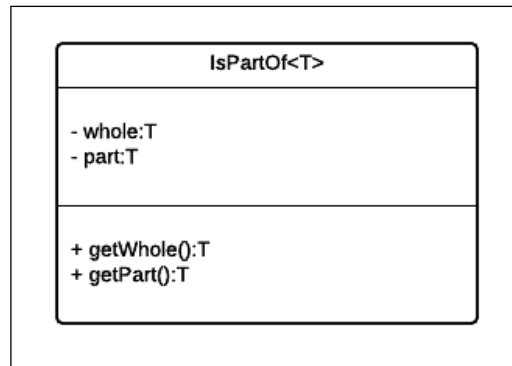 IsPartOf<T>
- whole:T
- part:T
+ getWhole():T
+ getPart():T